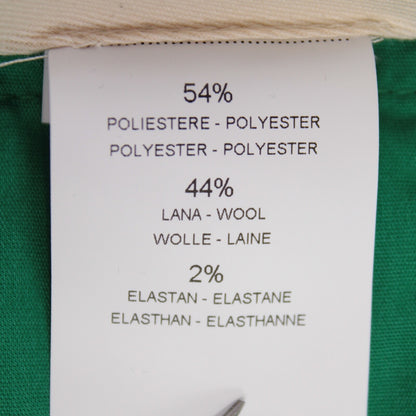 54%
POLIESTERE - POLYESTER
POLYESTER - POLYESTER
44%
LANA - WOOL
WOLLE - LAINE
2%
ELASTAN - ELASTANE
ELASTHAN - ELASTHANNE